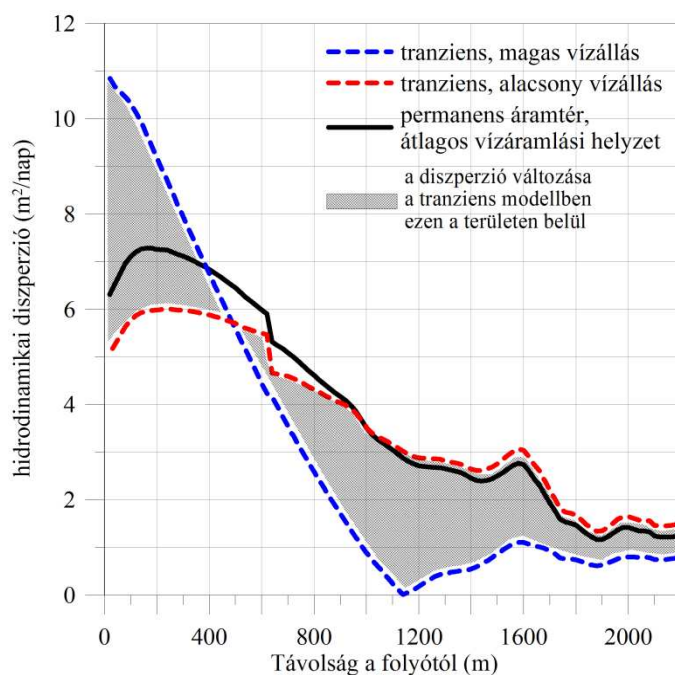 12
10
8
6
4
2
0
hidrodinamikai diszperzió (m²/nap)
tranziens, magas vízállás
tranziens, alacsony vízállás
permanens áramtér,
átlagos vízáramlási helyzet
a diszperzió változása
a tranziens modellben
ezen a területen belül
0 400 800 1200 1600 2000
Távolság a folyótól (m)